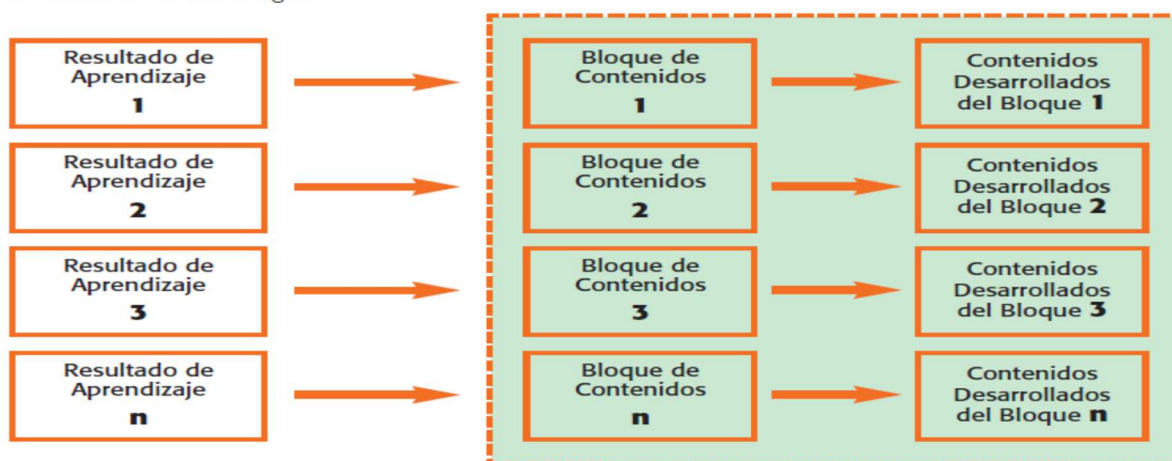 Resultado de
Aprendizaje
1
Bloque de
Contenidos
1
Contenidos
Desarrollados
del Bloque 1
Resultado de
Aprendizaje
2
Bloque de
Contenidos
2
Contenidos
Desarrollados
del Bloque 2
Resultado de
Aprendizaje
3
Bloque de
Contenidos
3
Contenidos
Desarrollados
del Bloque 3
Resultado de
Aprendizaje
n
Bloque de
Contenidos
n
Contenidos
Desarrollados
del Bloque n